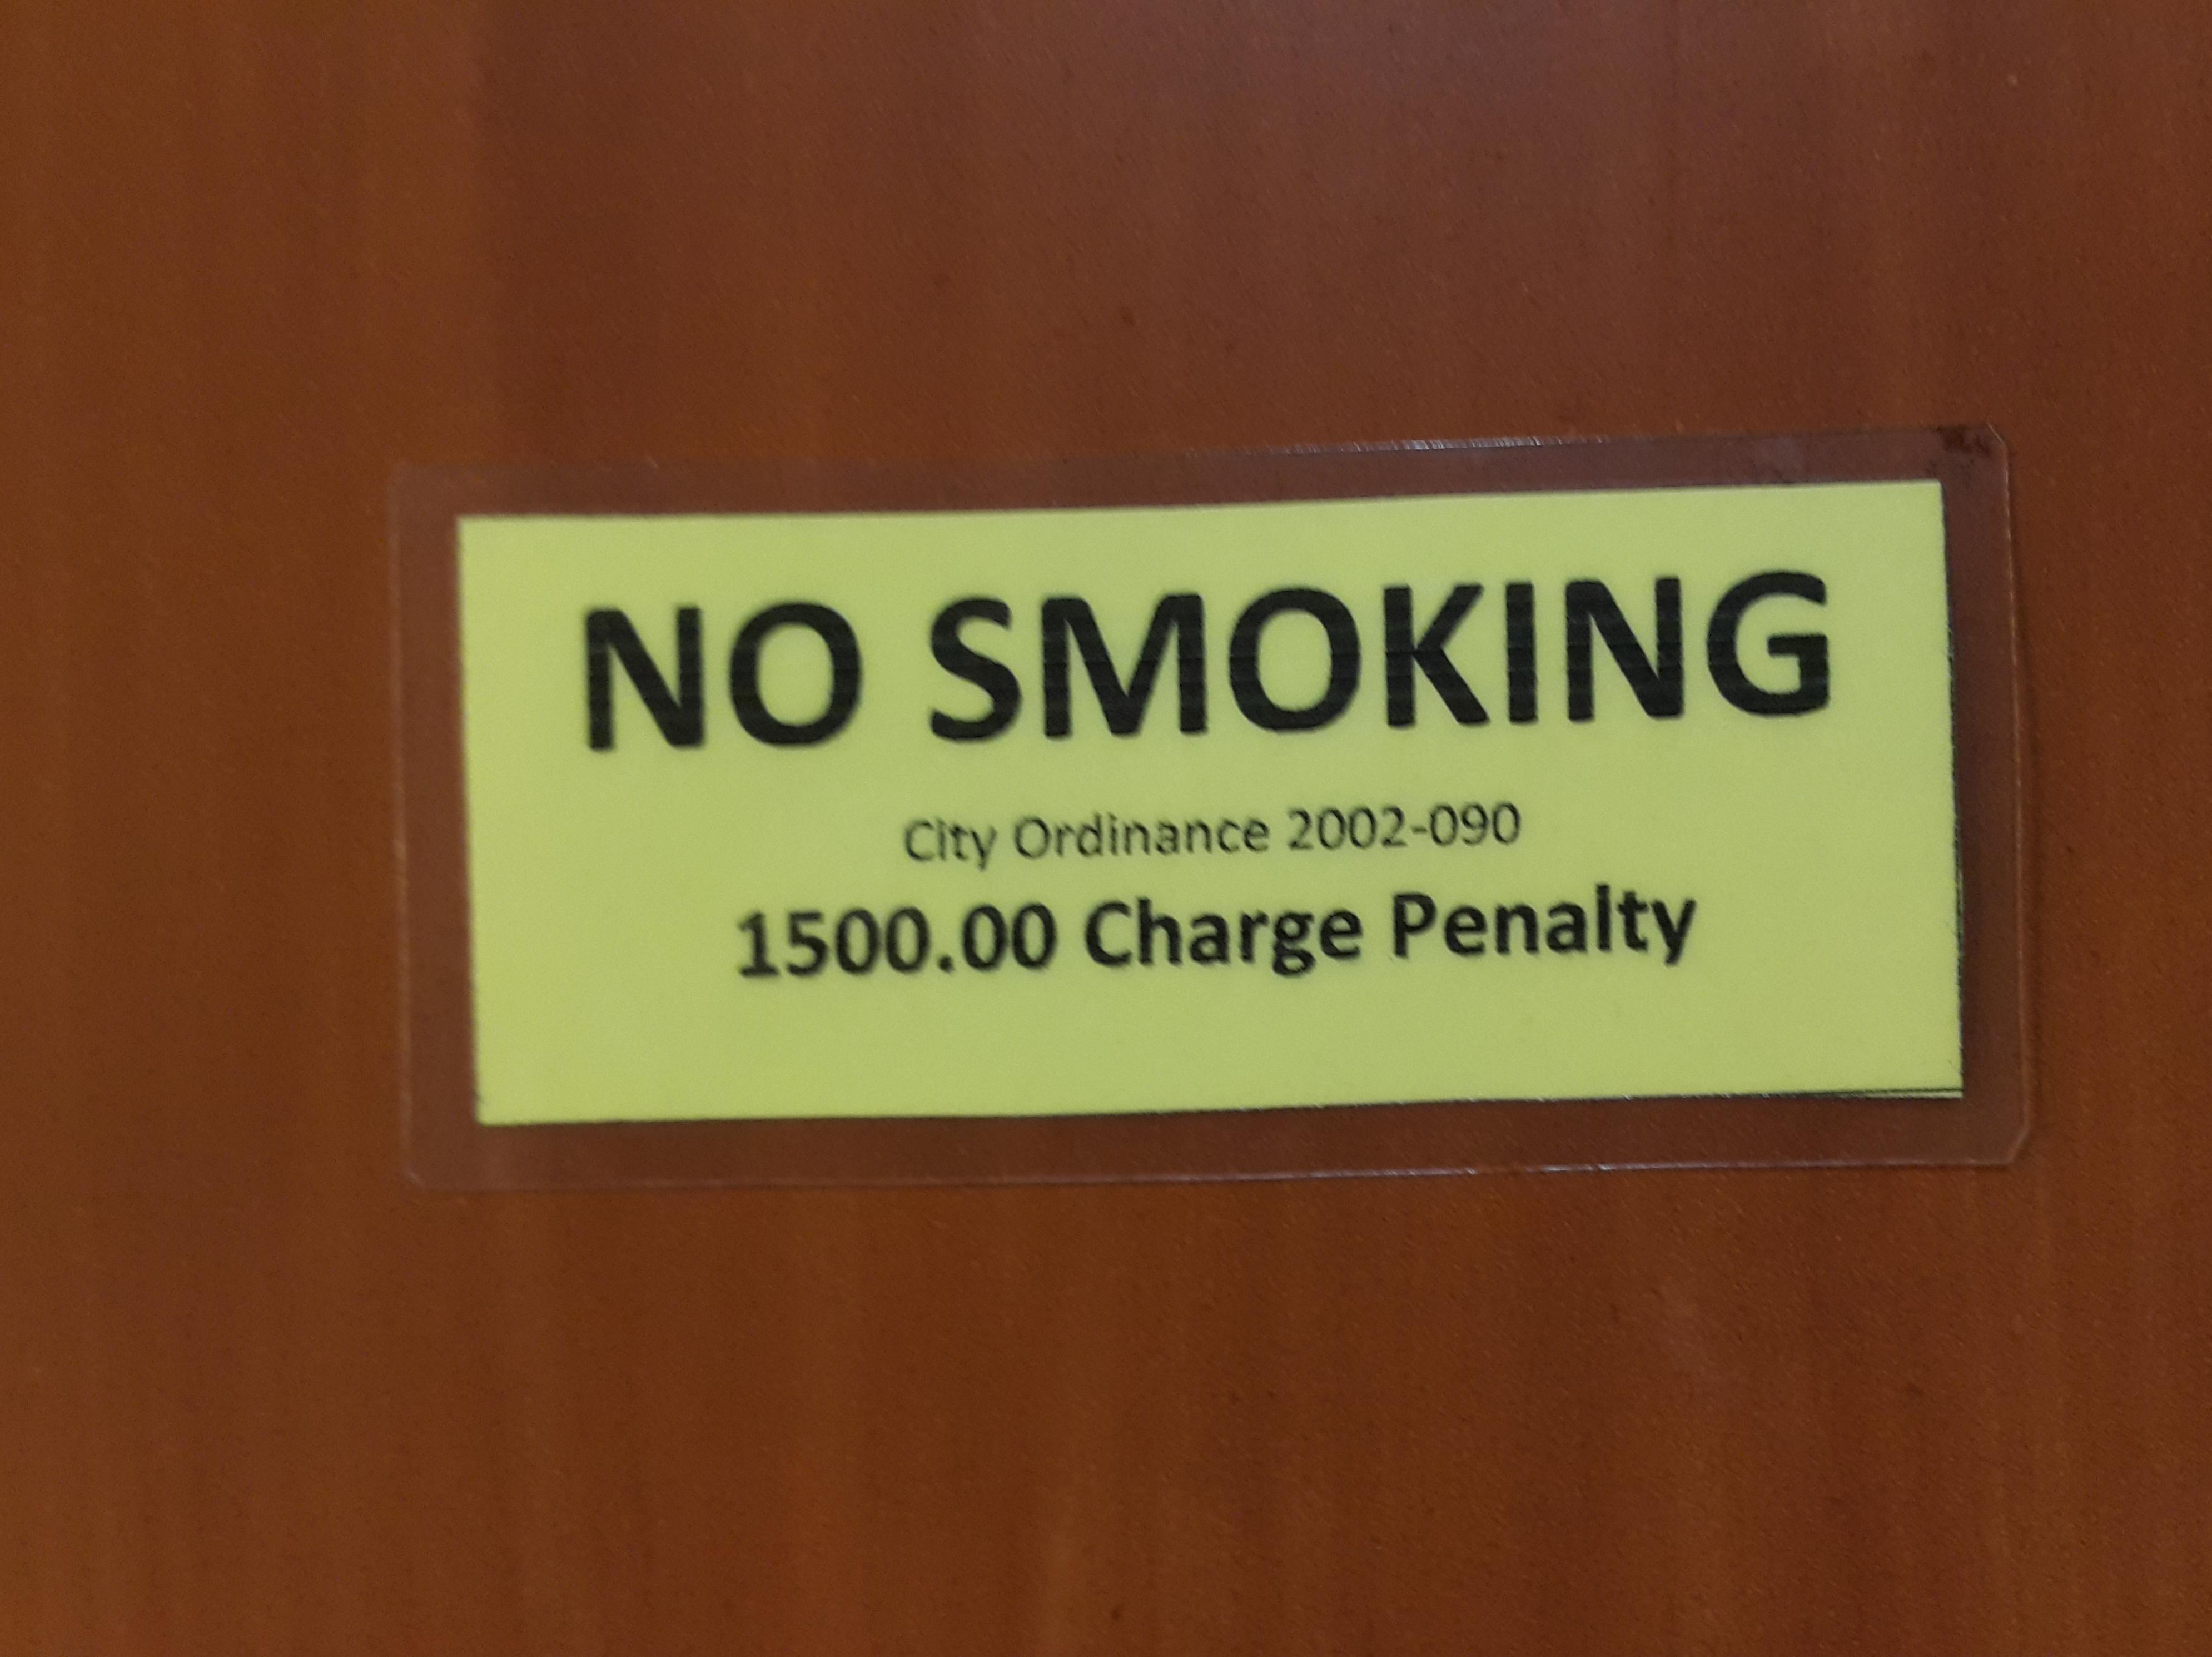 NO SMOKING
City Ordinance 2002-090
1500.00 Charge Penalty